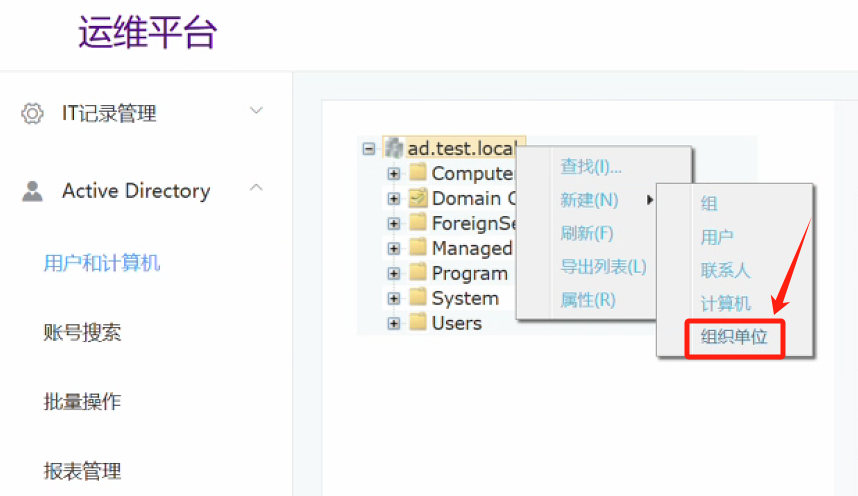 运维平台
IT记录管理
Active Directory
用户和计算机
账号搜索
批量操作
报表管理
ad.test.local
Domain
ForeignSe
Managed
Program
System
Users
查找(I)...
新建(N)
刷新(F)
导出列表(L)
属性(R)
组
用户
联系人
计算机
组织单位